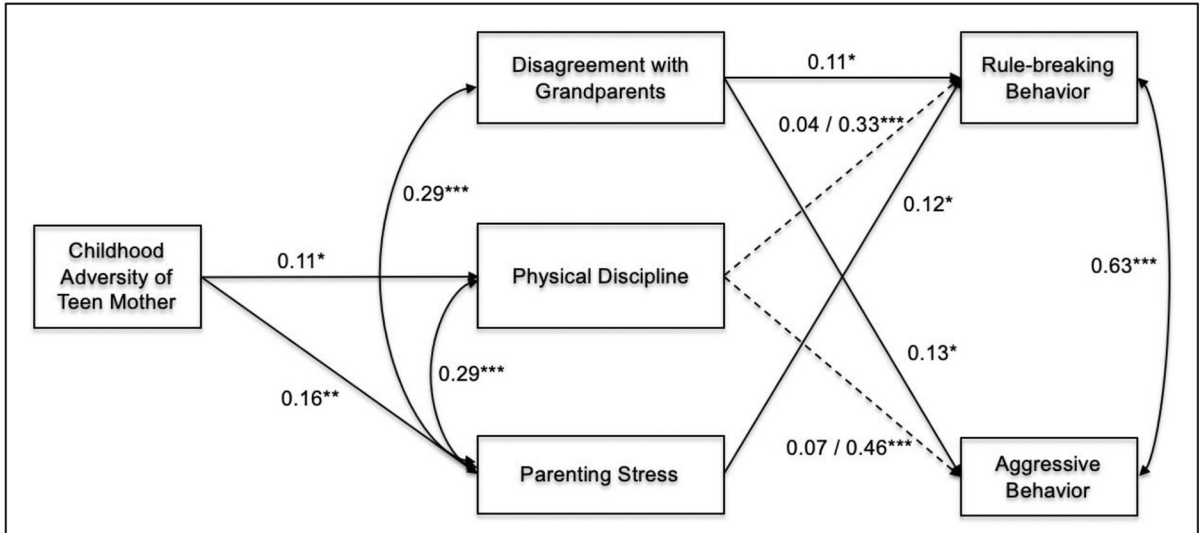 Disagreement with
Grandparents
0.11*
Rule-breaking
Behavior
0.04 / 0.33***
0.29***
0.12*
Childhood
Adversity of
Teen Mother
0.11*
Physical Discipline
0.63***
0.29***
0.13*
0.16**
0.07 / 0.46***
Parenting Stress
Aggressive
Behavior